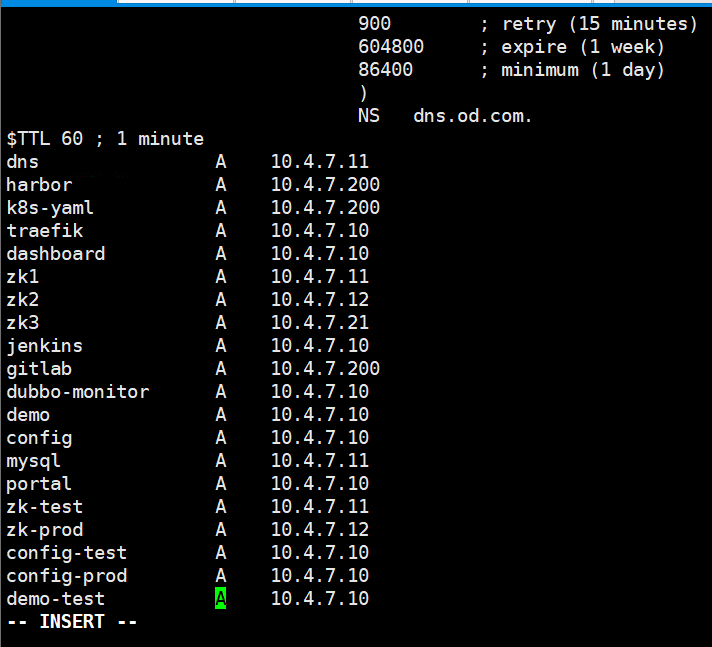 900 ; retry (15 minutes)
604800 ; expire (1 week)
86400 ; minimum (1 day)
)
NS dns.od.com.
$TTL 60 ; 1 minute
dns A 10.4.7.11
harbor A 10.4.7.200
k8s-yaml A 10.4.7.200
traefik A 10.4.7.10
dashboard A 10.4.7.10
zk1 A 10.4.7.11
zk2 A 10.4.7.12
zk3 A 10.4.7.21
jenkins A 10.4.7.10
gitlab A 10.4.7.200
dubbo-monitor A 10.4.7.10
demo A 10.4.7.10
config A 10.4.7.10
mysql A 10.4.7.11
portal A 10.4.7.10
zk-test A 10.4.7.11
zk-prod A 10.4.7.12
config-test A 10.4.7.10
config-prod A 10.4.7.10
demo-test A 10.4.7.10
-- INSERT --